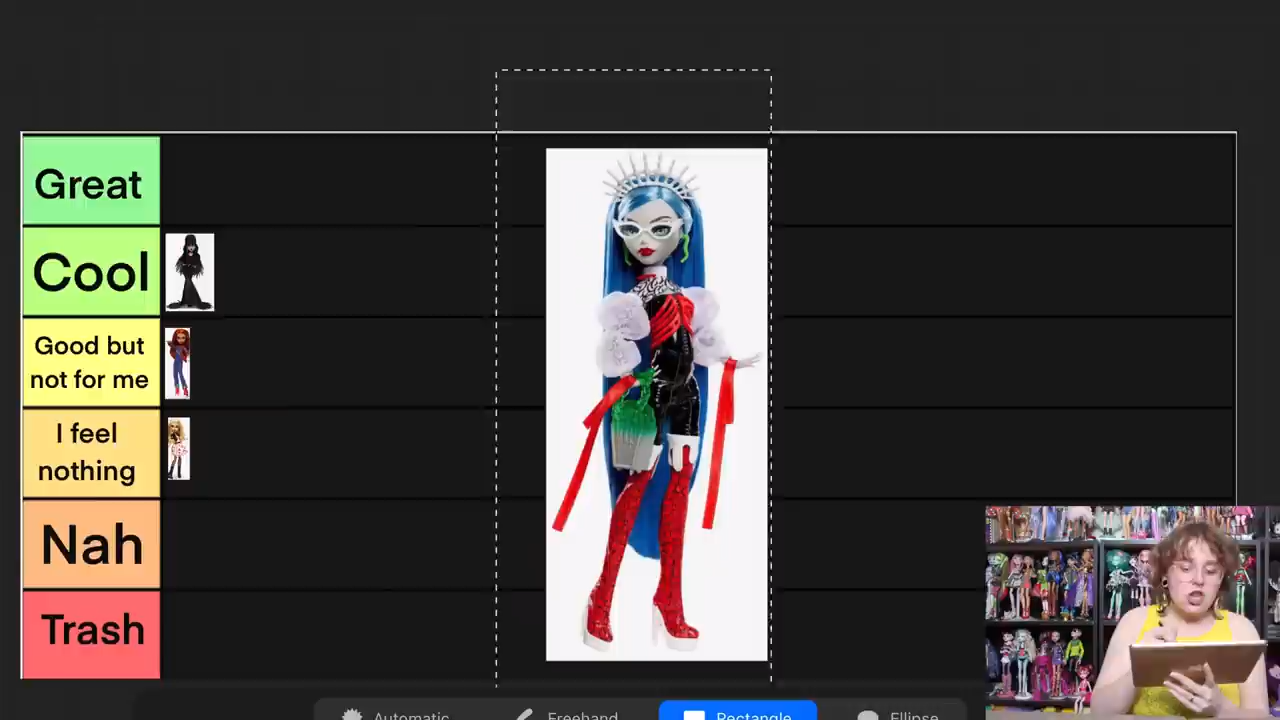 Great
Cool
Good but
not for me
I feel
nothing
Nah
Trash
Automatic
Freehand
Rectangle
Ellipse